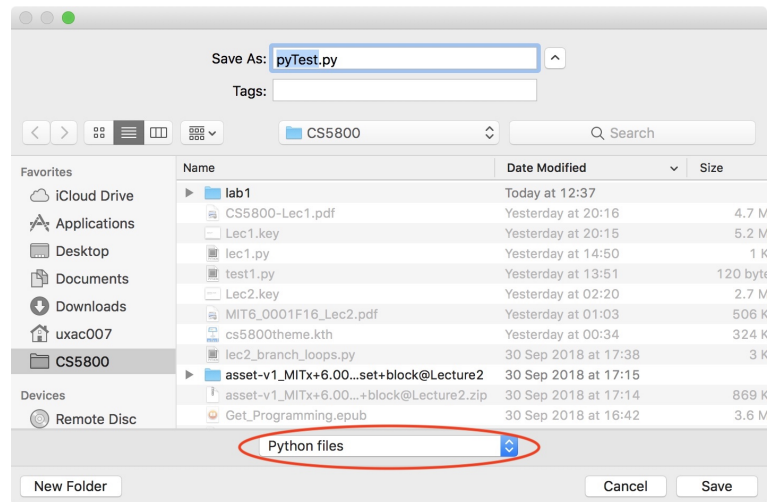 Save As: pyTest.py
Tags:
CS5800 Search
Favorites
iCloud Drive
Applications
Desktop
Documents
Downloads
uxac007
CS5800
Devices
Remote Disc
Name Date Modified Size
lab1 Today at 12:37
CS5800-Lec1.pdf Yesterday at 20:16 4.7 M
Lec1.key Yesterday at 20:15 5.2 M
lec1.py Yesterday at 14:50 1 K
test1.py Yesterday at 13:51 120 byte
Lec2.key Yesterday at 02:20 2.7 M
MIT6_0001F16_Lec2.pdf Yesterday at 01:03 506 K
cs5800theme.kth Yesterday at 00:34 324 K
lec2_branch_loops.py 30 Sep 2018 at 17:38 3 K
asset-v1_MITx+6.00...set+block@Lecture2 30 Sep 2018 at 17:15
asset-v1_MITx+6.00...+block@Lecture2.zip 30 Sep 2018 at 17:14 869 K
Get_Programming.epub 30 Sep 2018 at 16:42 3.6 M
Python files
New Folder Cancel Save